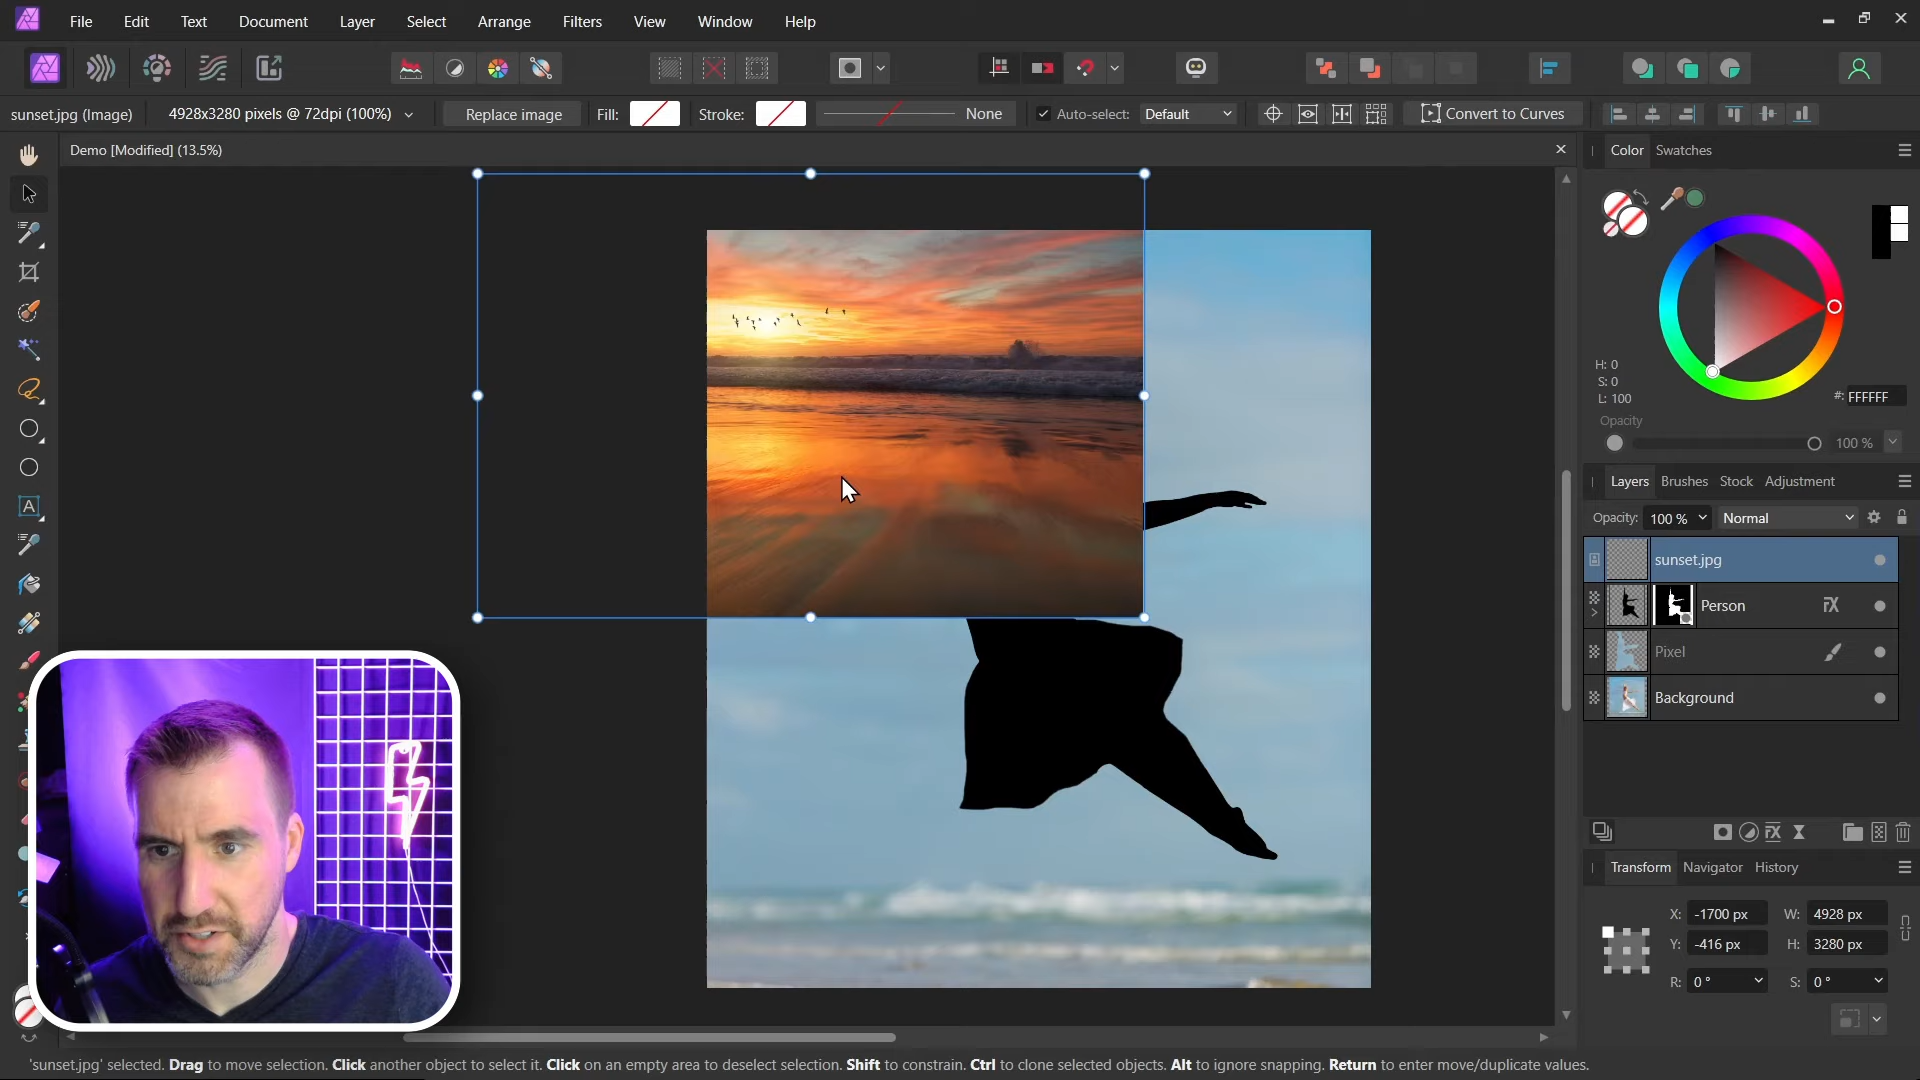 File Edit Text Document Layer Select Arrange Filters View Window Help
sunset.jpg (Image) 4928x3280 pixels @ 72dpi (100%) Replace image Fill: Stroke: None Auto-select: Default Convert to Curves
Demo [Modified] (13.5%)
Color Swatches
H: 0
S: 0
L: 100
#: FFFFFF
Opacity
100 %
Layers Brushes Stock Adjustment
Opacity: 100 % Normal
sunset.jpg
Person
Pixel
Background
Transform Navigator History
X: -1700 px W: 4928 px
Y: -416 px H: 3280 px
R: 0 ° S: 0 °
'sunset.jpg' selected. Drag to move selection. Click another object to select it. Click on an empty area to deselect selection. Shift to constrain. Ctrl to clone selected objects. Alt to ignore snapping. Return to enter move/duplicate values.